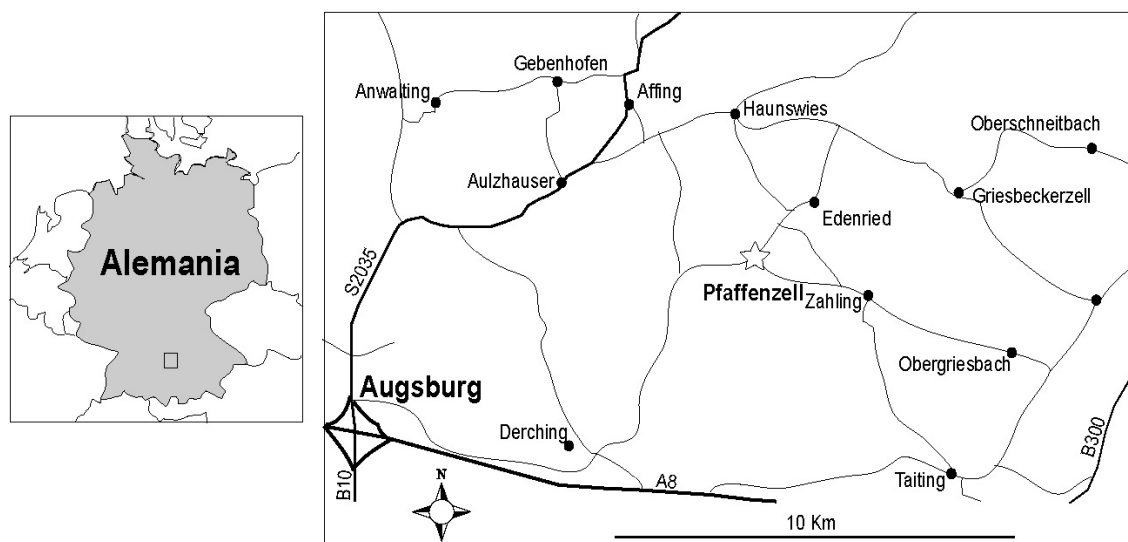 Alemania
Gebenhofen
Anwalting
Affing
Haunswies
Oberschneitbach
Aulzhauser
Griesbeckerzell
Edenried
S2035
Pfaffenzell
Zahling
Obergriesbach
Augsburg
Derching
B300
B10
N
A8
Taiting
10 Km